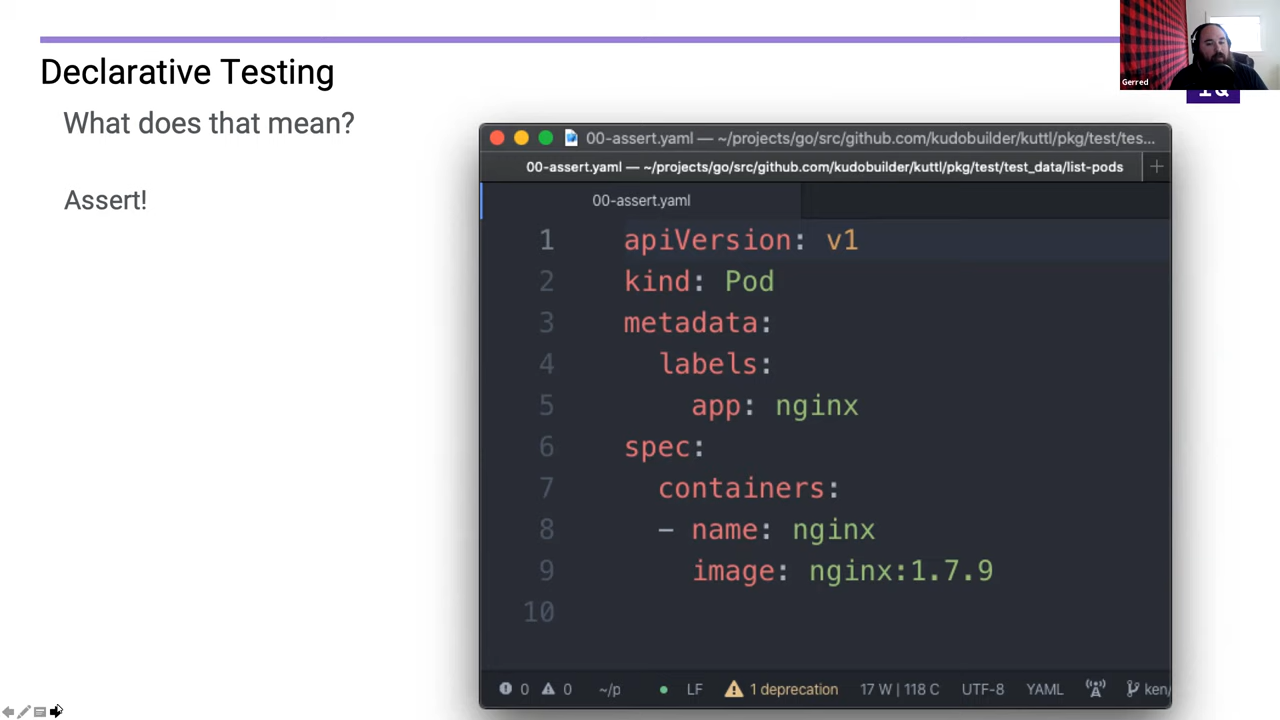 Declarative Testing
What does that mean?
Assert!
Gerred
00-assert.yaml — ~/projects/go/src/github.com/kudobuilder/kuttl/pkg/test/tes...
00-assert.yaml — ~/projects/go/src/github.com/kudobuilder/kuttl/pkg/test/test_data/list-pods
00-assert.yaml
1 apiVersion: v1
2 kind: Pod
3 metadata:
4 labels:
5 app: nginx
6 spec:
7 containers:
8 - name: nginx
9 image: nginx:1.7.9
10
0 0 ~/p LF 1 deprecation 17 W | 118 C UTF-8 YAML ken/